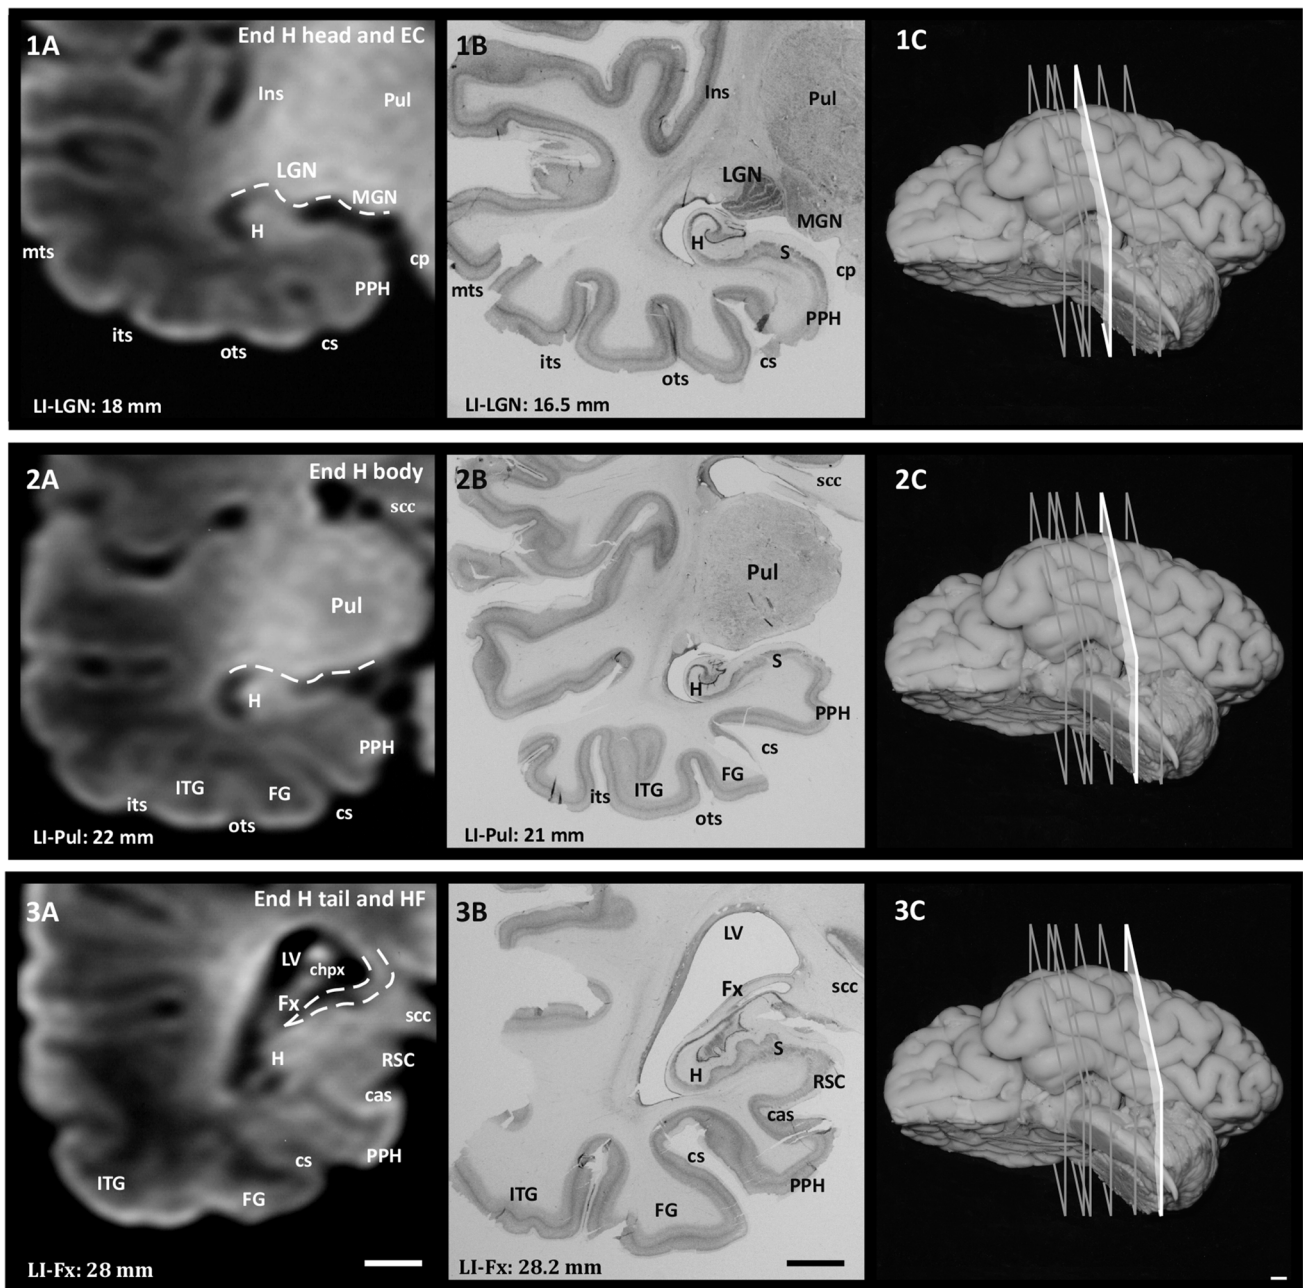 1A
End H head and EC
Ins
Pul
LGN
MGN
H
mts
cp
PPH
its
ots
cs
LI-LGN: 18 mm
1B
Ins
Pul
LGN
MGN
H
S
cp
mts
PPH
its
ots
cs
LI-LGN: 16.5 mm
1C
2A
End H body
scc
Pul
H
PPH
ITG
FG
its
ots
cs
LI-Pul: 22 mm
2B
scc
Pul
S
H
PPH
cs
FG
ITG
its
ots
LI-Pul: 21 mm
2C
3A
End H tail and HF
LV
chpx
Fx
scc
H
RSC
cas
cs
PPH
ITG
FG
LI-Fx: 28 mm
3B
LV
Fx
scc
S
H
RSC
cas
cs
PPH
ITG
FG
LI-Fx: 28.2 mm
3C